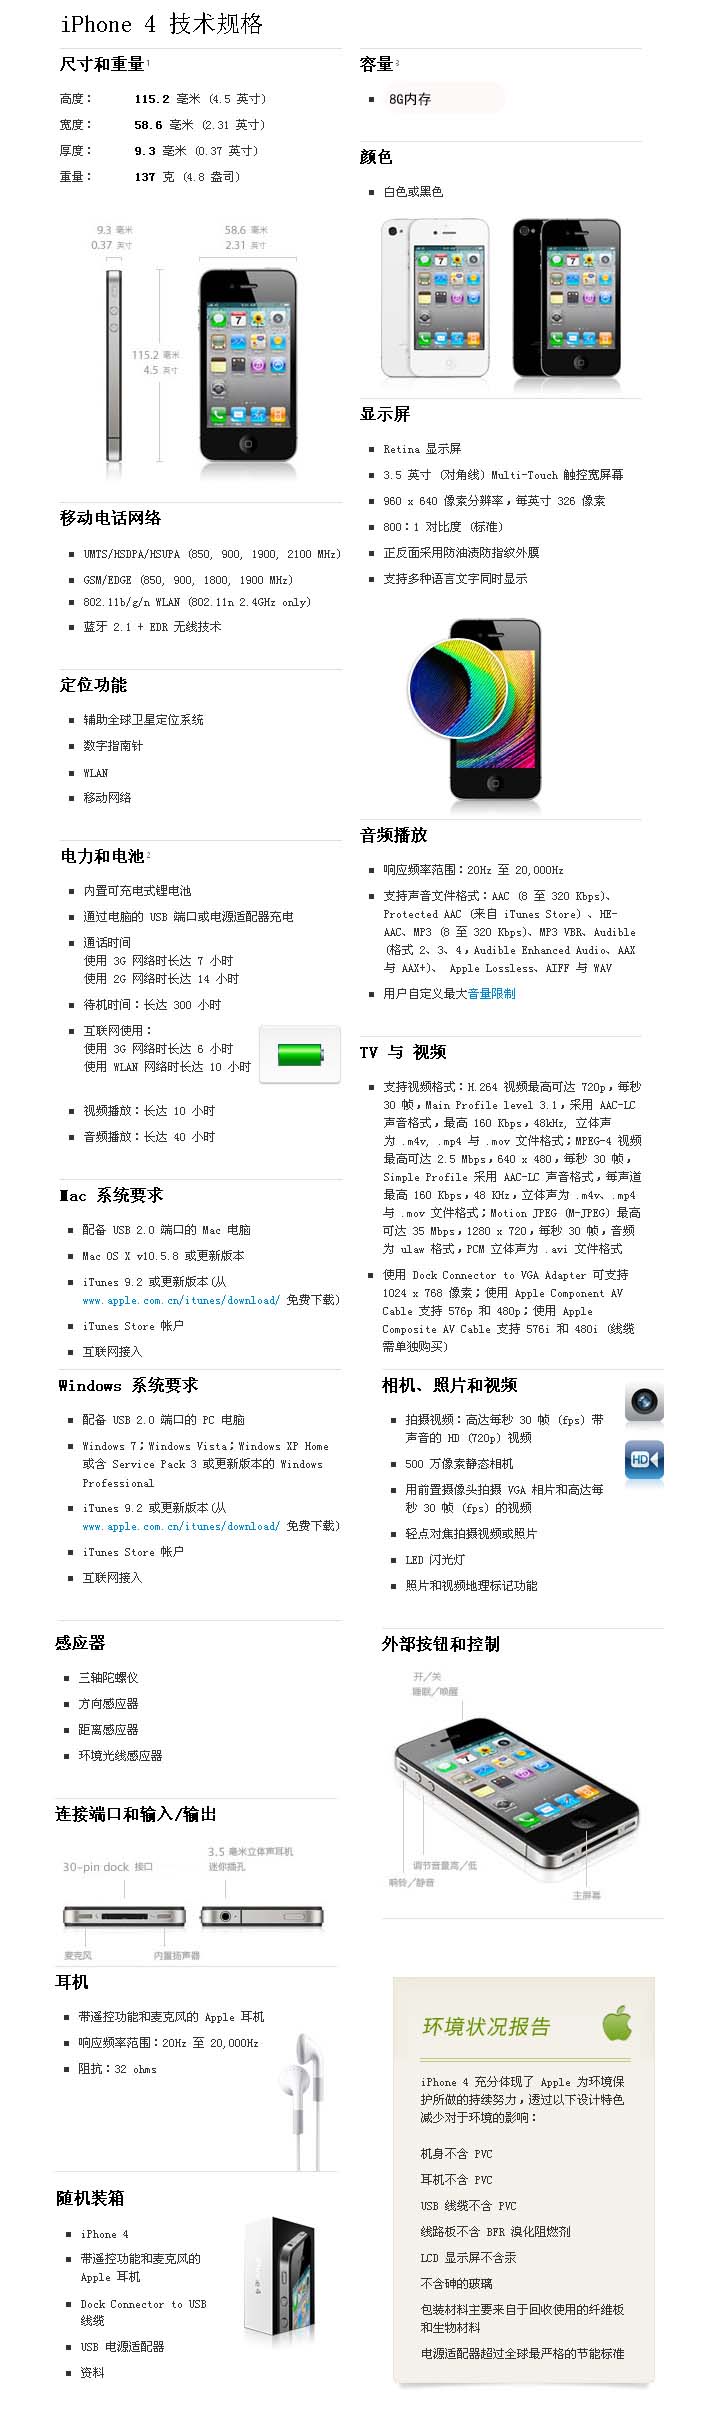 iPhone 4 技术规格
尺寸和重量1
高度： 115.2 毫米 (4.5 英寸)
宽度： 58.6 毫米 (2.31 英寸)
厚度： 9.3 毫米 (0.37 英寸)
重量： 137 克 (4.8 盎司)
9.3 毫米
0.37 英寸
58.6 毫米
2.31 英寸
115.2 毫米
4.5 英寸
移动电话网络
UMTS/HSDPA/HSUPA (850, 900, 1900, 2100 MHz)
GSM/EDGE (850, 900, 1800, 1900 MHz)
802.11b/g/n WLAN (802.11n 2.4GHz only)
蓝牙 2.1 + EDR 无线技术
定位功能
辅助全球卫星定位系统
数字指南针
WLAN
移动网络
电力和电池2
内置可充电式锂电池
通过电脑的 USB 端口或电源适配器充电
通话时间
使用 3G 网络时长达 7 小时
使用 2G 网络时长达 14 小时
待机时间：长达 300 小时
互联网使用：
使用 3G 网络时长达 6 小时
使用 WLAN 网络时长达 10 小时
视频播放：长达 10 小时
音频播放：长达 40 小时
Mac 系统要求
配备 USB 2.0 端口的 Mac 电脑
Mac OS X v10.5.8 或更新版本
iTunes 9.2 或更新版本(从
www.apple.com.cn/itunes/download/ 免费下载)
iTunes Store 帐户
互联网接入
Windows 系统要求
配备 USB 2.0 端口的 PC 电脑
Windows 7；Windows Vista；Windows XP Home
或含 Service Pack 3 或更新版本的 Windows
Professional
iTunes 9.2 或更新版本(从
www.apple.com.cn/itunes/download/ 免费下载)
iTunes Store 帐户
互联网接入
感应器
三轴陀螺仪
方向感应器
距离感应器
环境光线感应器
连接端口和输入/输出
30-pin dock 接口
3.5 毫米立体声耳机
迷你插孔
麦克风
内置扬声器
耳机
带遥控功能和麦克风的 Apple 耳机
响应频率范围：20Hz 至 20,000Hz
阻抗：32 ohms
随机装箱
iPhone 4
带遥控功能和麦克风的
Apple 耳机
Dock Connector to USB
线缆
USB 电源适配器
资料
容量3
8G内存
颜色
白色或黑色
显示屏
Retina 显示屏
3.5 英寸 (对角线) Multi-Touch 触控宽屏幕
960 x 640 像素分辨率，每英寸 326 像素
800：1 对比度 (标准)
正反面采用防油渍防指纹外膜
支持多种语言文字同时显示
音频播放
响应频率范围：20Hz 至 20,000Hz
支持声音文件格式：AAC (8 至 320 Kbps)、
Protected AAC (来自 iTunes Store) 、HE-
AAC、MP3 (8 至 320 Kbps)、MP3 VBR、Audible
(格式 2、3、4，Audible Enhanced Audio、AAX
与 AAX+)、 Apple Lossless、AIFF 与 WAV
用户自定义最大音量限制
TV 与 视频
支持视频格式：H.264 视频最高可达 720p，每秒
30 帧，Main Profile level 3.1，采用 AAC-LC
声音格式，最高 160 Kbps，48kHz, 立体声
为 .m4v, .mp4 与 .mov 文件格式；MPEG-4 视频
最高可达 2.5 Mbps，640 x 480，每秒 30 帧，
Simple Profile 采用 AAC-LC 声音格式，每声道
最高 160 Kbps，48 KHz，立体声为 .m4v、.mp4
与 .mov 文件格式；Motion JPEG (M-JPEG) 最高
可达 35 Mbps，1280 x 720，每秒 30 帧，音频
为 ulaw 格式，PCM 立体声为 .avi 文件格式
使用 Dock Connector to VGA Adapter 可支持
1024 x 768 像素；使用 Apple Component AV
Cable 支持 576p 和 480p；使用 Apple
Composite AV Cable 支持 576i 和 480i (线缆
需单独购买)
相机、照片和视频
拍摄视频：高达每秒 30 帧 (fps) 带
声音的 HD (720p) 视频
500 万像素静态相机
用前置摄像头拍摄 VGA 相片和高达每
秒 30 帧 (fps) 的视频
轻点对焦拍摄视频或照片
LED 闪光灯
照片和视频地理标记功能
HD
外部按钮和控制
开／关
睡眠／唤醒
调节音量高／低
响铃／静音
主屏幕
环境状况报告
iPhone 4 充分体现了 Apple 为环境保
护所做的持续努力，透过以下设计特色
减少对于环境的影响：
机身不含 PVC
耳机不含 PVC
USB 线缆不含 PVC
线路板不含 BFR 溴化阻燃剂
LCD 显示屏不含汞
不含砷的玻璃
包装材料主要来自于回收使用的纤维板
和生物材料
电源适配器超过全球最严格的节能标准